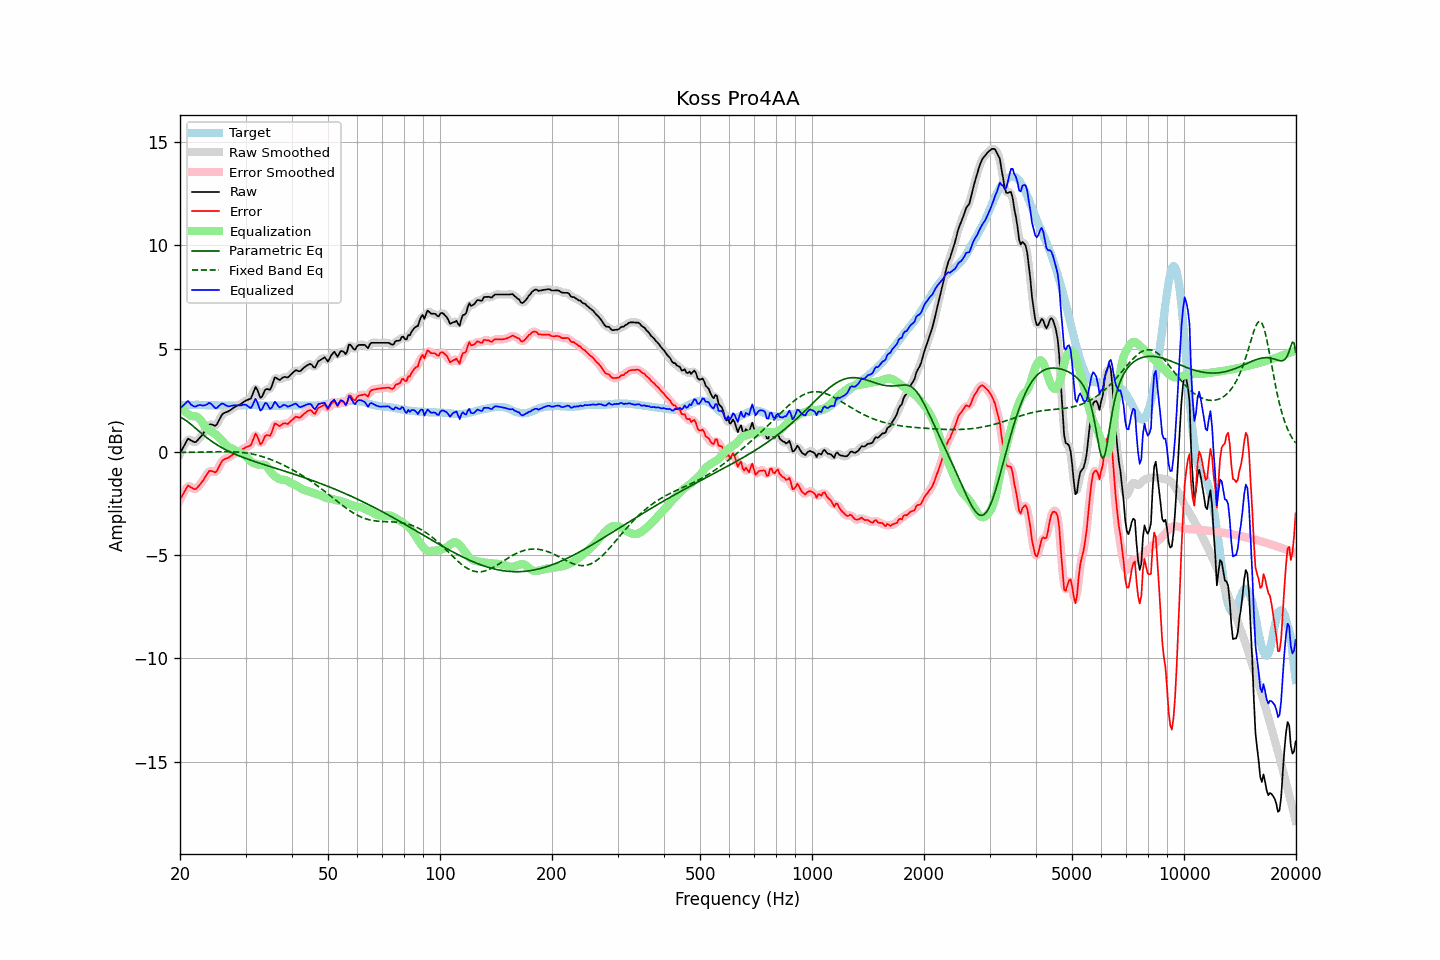 Koss Pro4AA
Target
Raw Smoothed
Error Smoothed
Raw
Error
Equalization
Parametric Eq
Fixed Band Eq
Equalized
Amplitude (dBr)
15
10
5
0
−5
−10
−15
20 50 100 200 500 1000 2000 5000 10000 20000
Frequency (Hz)